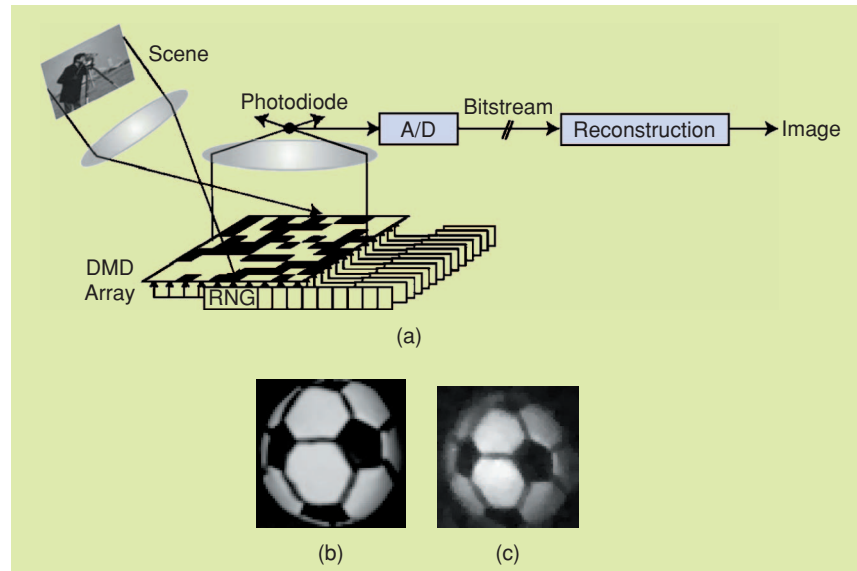 Scene
Photodiode
A/D
Bitstream
Reconstruction
Image
DMD
Array
RNG
(a)
(b)
(c)